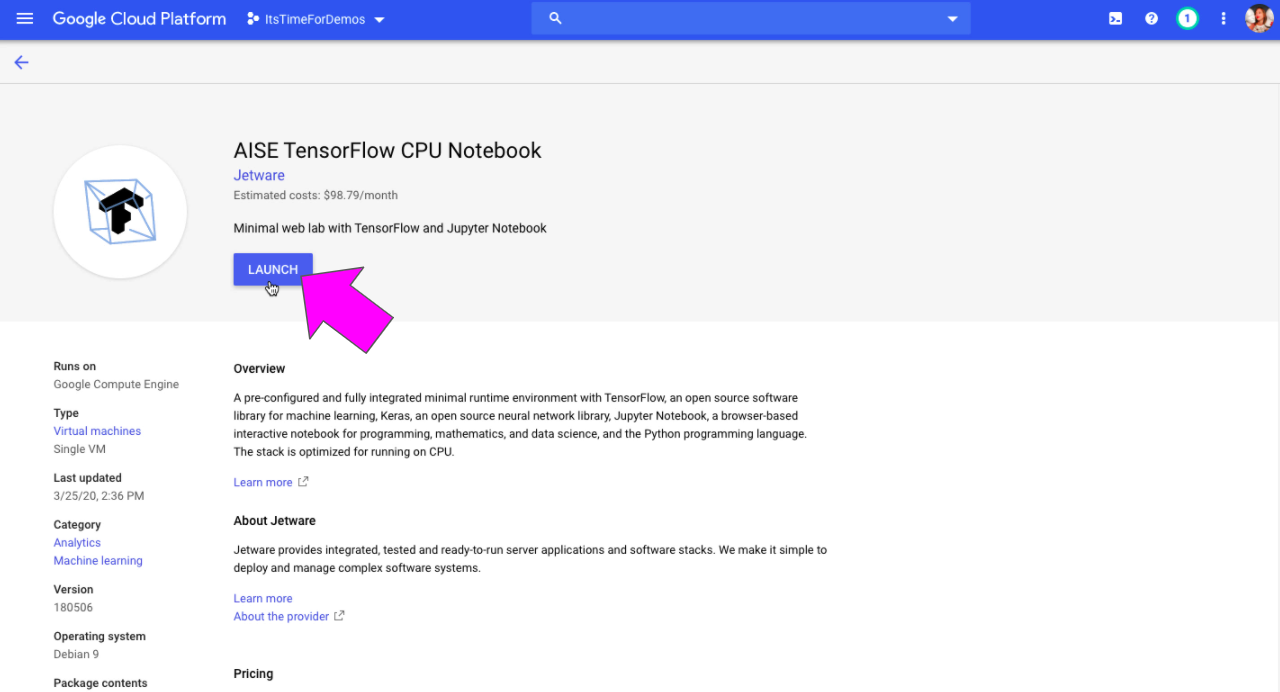 Google Cloud Platform
ItsTimeForDemos
1
AISE TensorFlow CPU Notebook
Jetware
Estimated costs: $98.79/month
Minimal web lab with TensorFlow and Jupyter Notebook
LAUNCH
Runs on
Google Compute Engine
Type
Virtual machines
Single VM
Last updated
3/25/20, 2:36 PM
Category
Analytics
Machine learning
Version
180506
Operating system
Debian 9
Package contents
Overview
A pre-configured and fully integrated minimal runtime environment with TensorFlow, an open source software
library for machine learning, Keras, an open source neural network library, Jupyter Notebook, a browser-based
interactive notebook for programming, mathematics, and data science, and the Python programming language.
The stack is optimized for running on CPU.
Learn more
About Jetware
Jetware provides integrated, tested and ready-to-run server applications and software stacks. We make it simple to
deploy and manage complex software systems.
Learn more
About the provider
Pricing